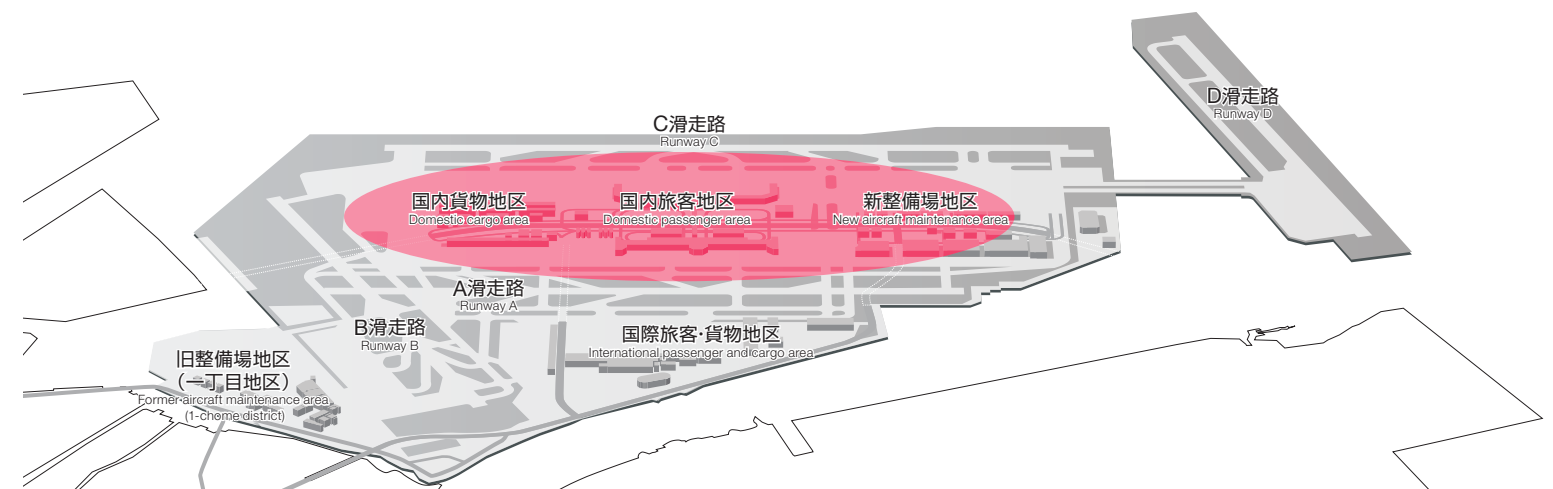 D滑走路
Runway D
C滑走路
Runway C
国内貨物地区
Domestic cargo area
国内旅客地区
Domestic passenger area
新整備場地区
New aircraft maintenance area
A滑走路
Runway A
B滑走路
Runway B
国際旅客・貨物地区
International passenger and cargo area
旧整備場地区
（一丁目地区）
Former aircraft maintenance area
(1-chome district)